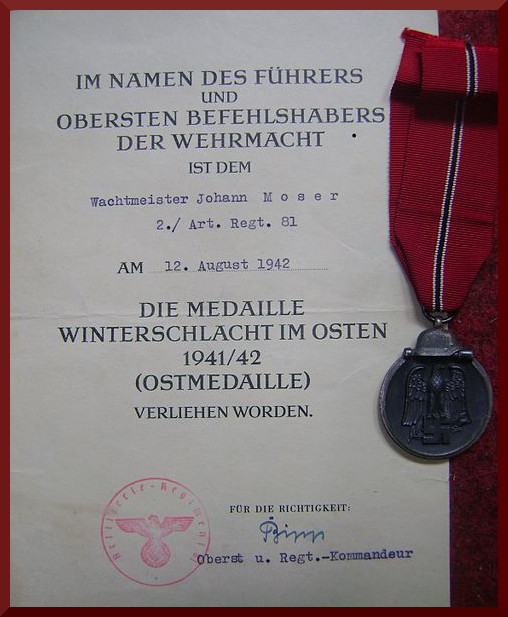 IM NAMEN DES FÜHRERS
UND
OBERSTEN BEFEHLSHABERS
DER WEHRMACHT
IST DEM
Wachtmeister Johann Moser
2./ Art. Regt. 81
AM 12. August 1942
DIE MEDAILLE
WINTERSCHLACHT IM OSTEN
1941/42
(OSTMEDAILLE)
VERLIEHEN WORDEN.
FÜR DIE RICHTIGKEIT:
Oberst u. Regt.-Kommandeur
Artillerie-Regiment